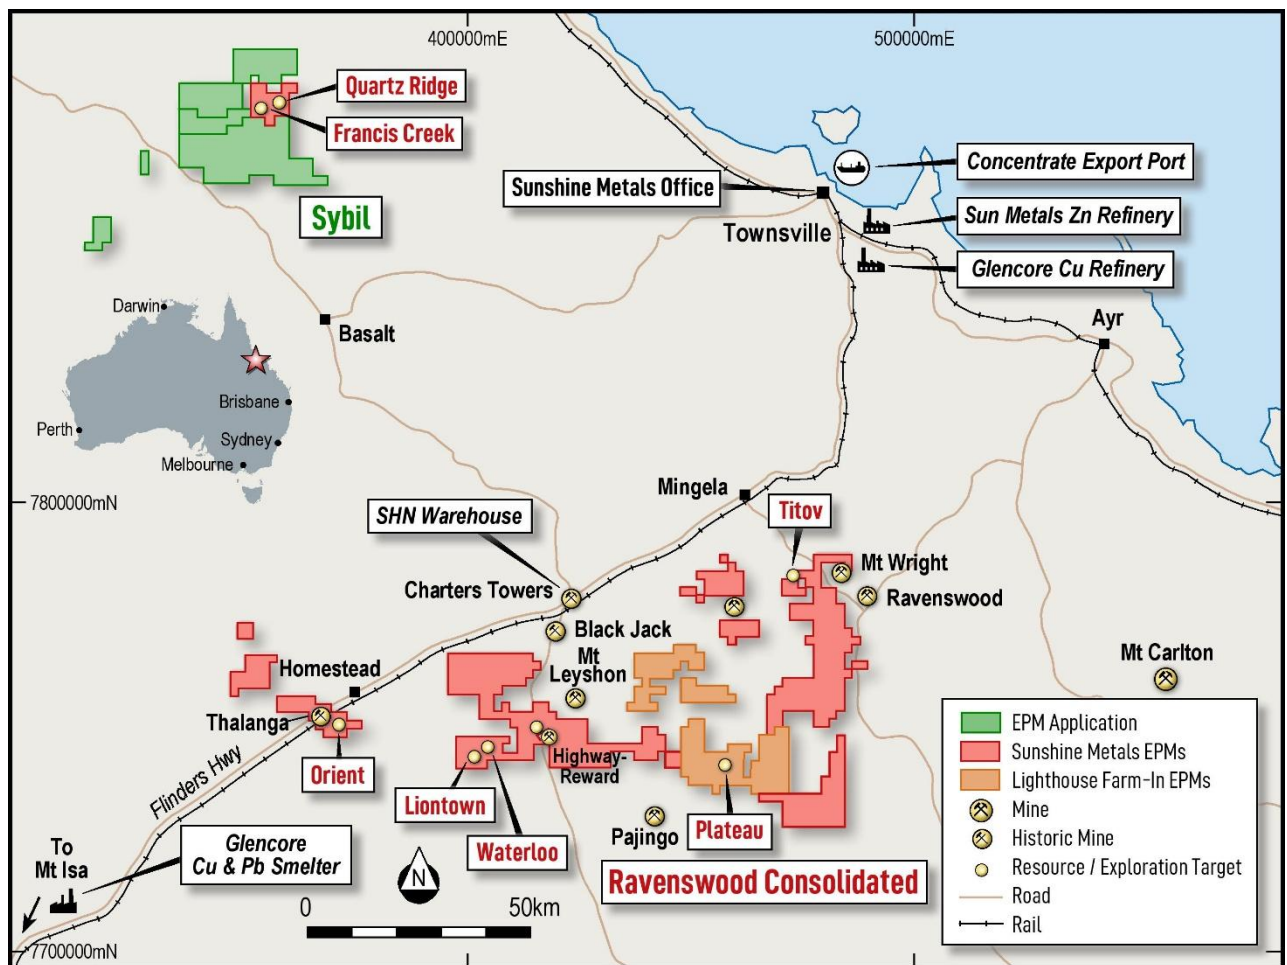 400000mE
500000mE
Quartz Ridge
Francis Creek
Sybil
Sunshine Metals Office
Townsville
Concentrate Export Port
Sun Metals Zn Refinery
Glencore Cu Refinery
Ayr
Basalt
Darwin
Brisbane
Perth
Sydney
Melbourne
7800000mN
Mingela
SHN Warehouse
Titov
Charters Towers
Mt Wright
Ravenswood
Black Jack
Mt
Leyshon
Mt Carlton
Homestead
Thalanga
Orient
Flinders Hwy
Highway-
Reward
Liontown
Waterloo
Pajingo
Plateau
Ravenswood Consolidated
To
Mt Isa
Glencore
Cu & Pb Smelter
N
0
50km
7700000mN
EPM Application
Sunshine Metals EPMs
Lighthouse Farm-In EPMs
Mine
Historic Mine
Resource / Exploration Target
Road
Rail